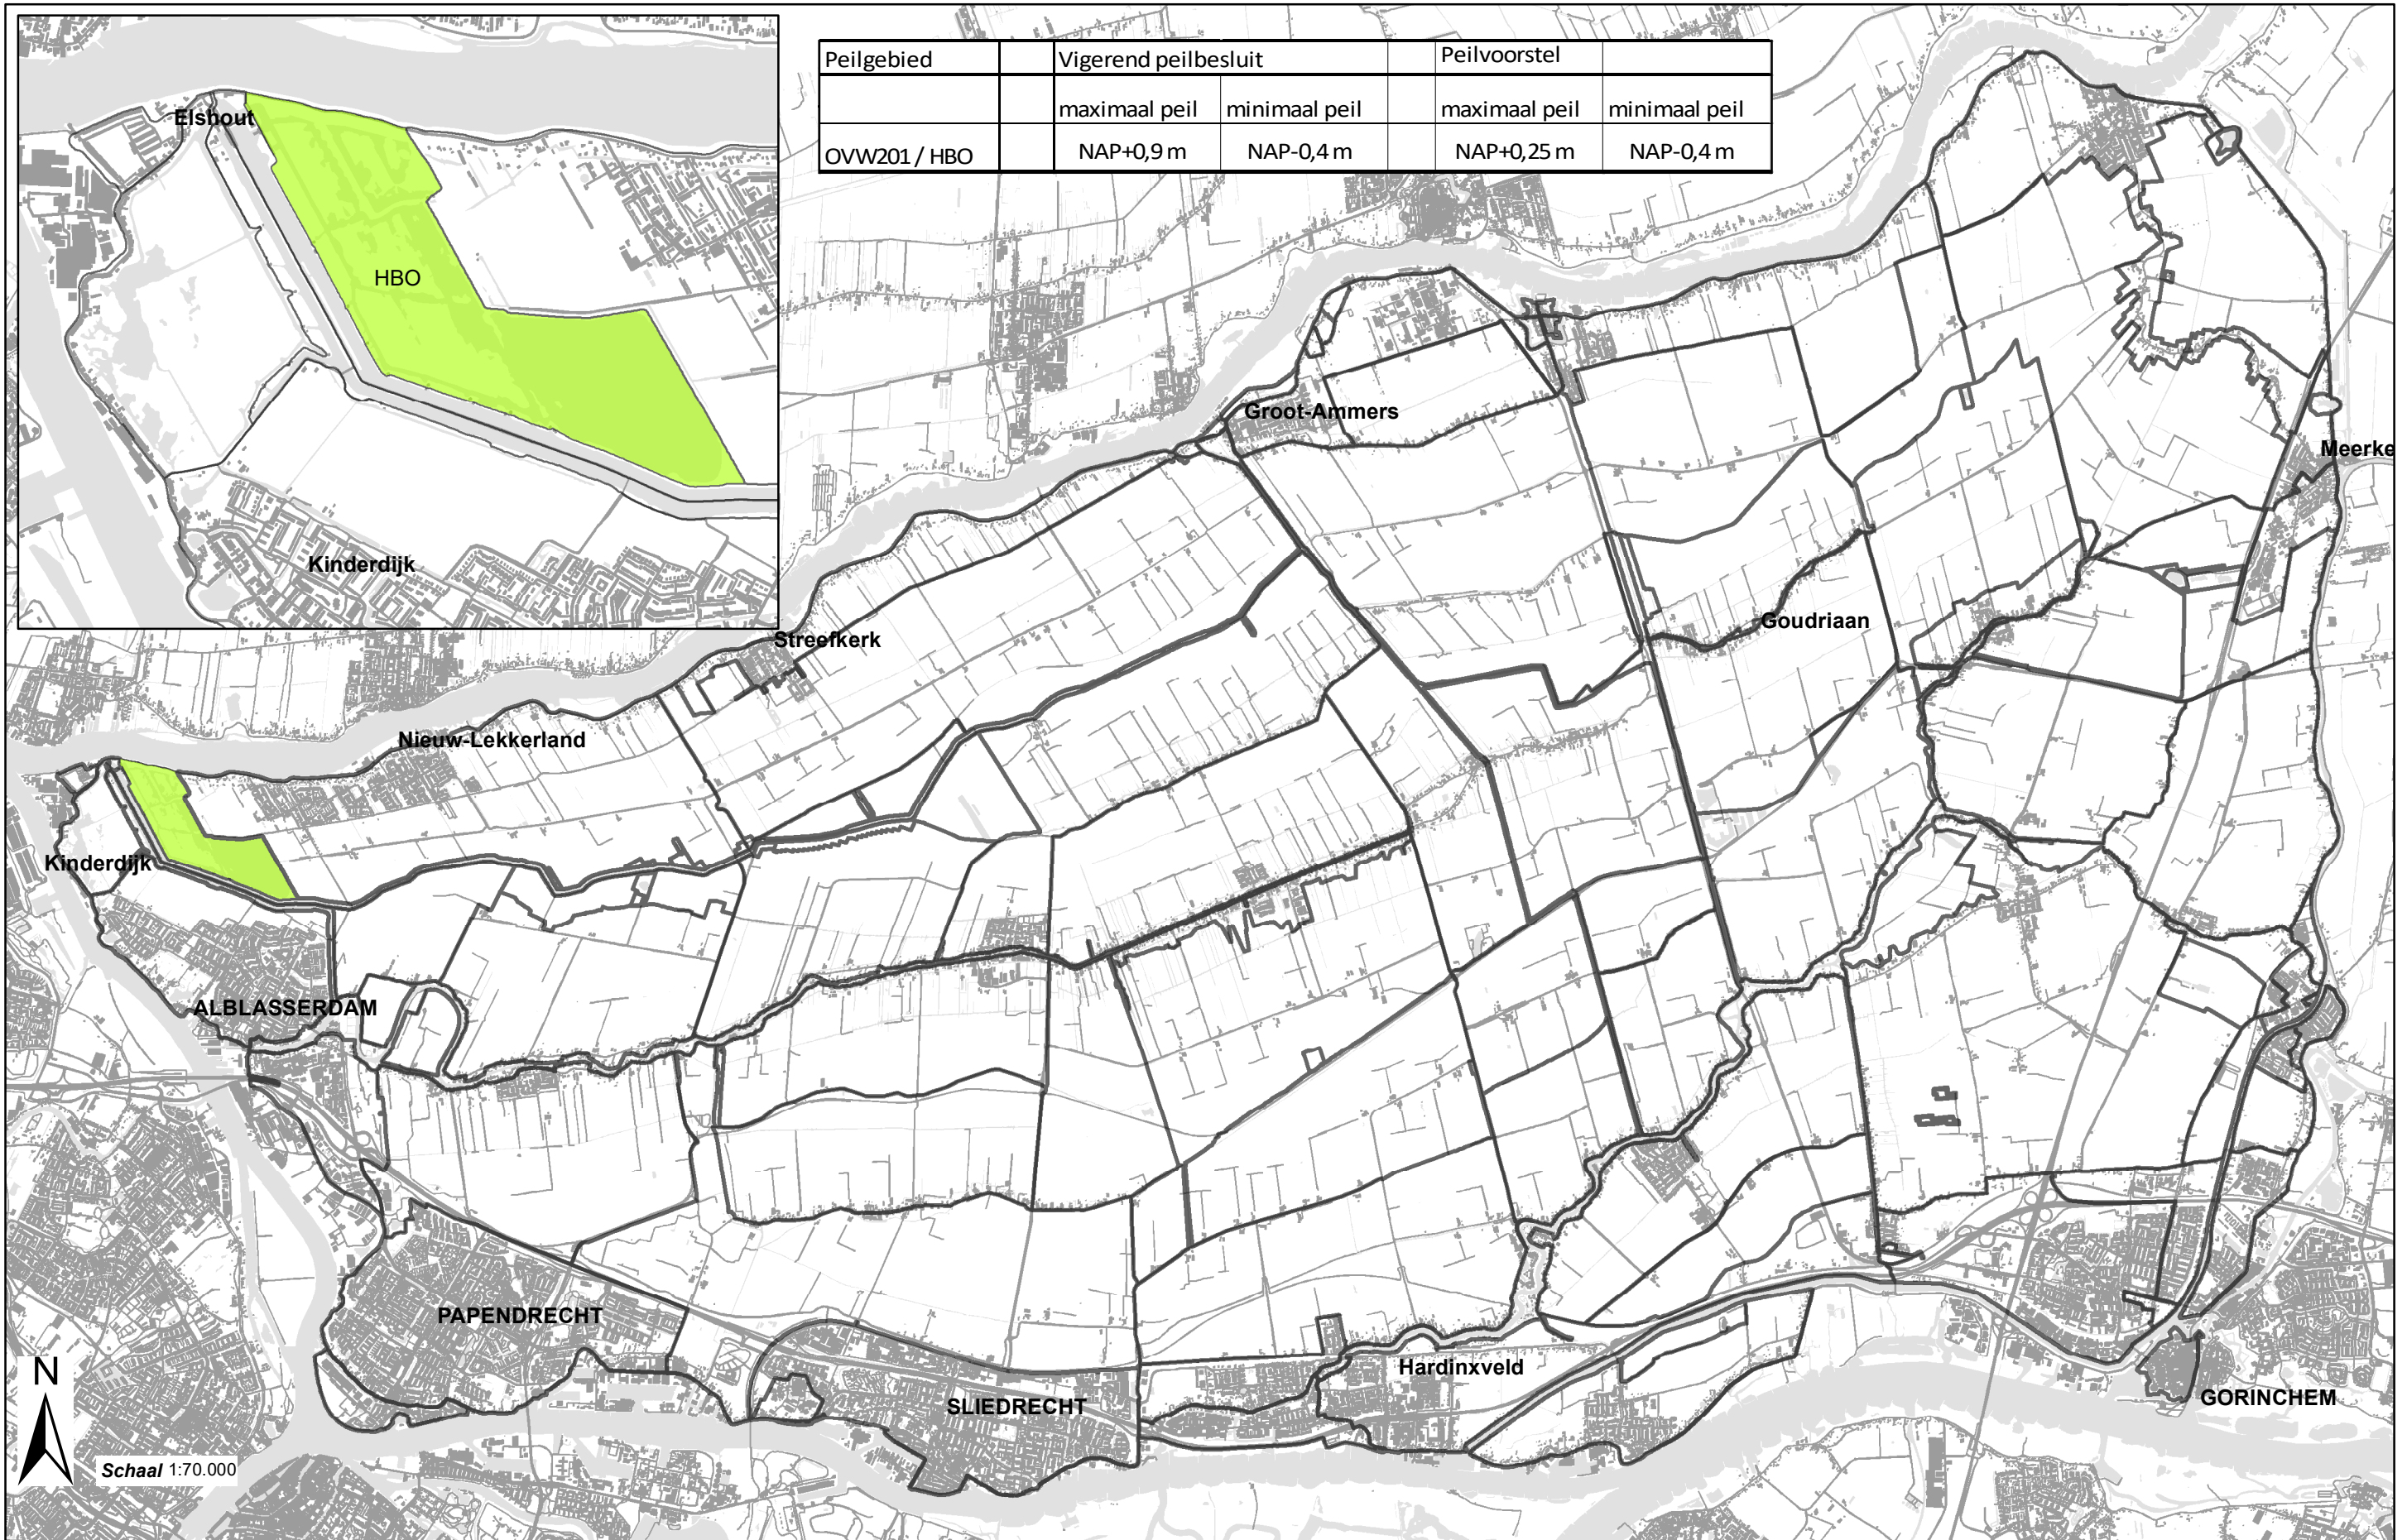 Peilgebied Vigerend peilbesluit Peilvoorstel
maximaal peil minimaal peil maximaal peil minimaal peil
OVW201 / HBO NAP+0,9 m NAP-0,4 m NAP+0,25 m NAP-0,4 m
Elshout
HBO
Kinderdijk
Groot-Ammers
Meerke
Streefkerk
Goudriaan
Nieuw-Lekkerland
Kinderdijk
ALBLASSERDAM
PAPENDRECHT
Hardinxveld
SLIEDRECHT
GORINCHEM
N
Schaal 1:70.000